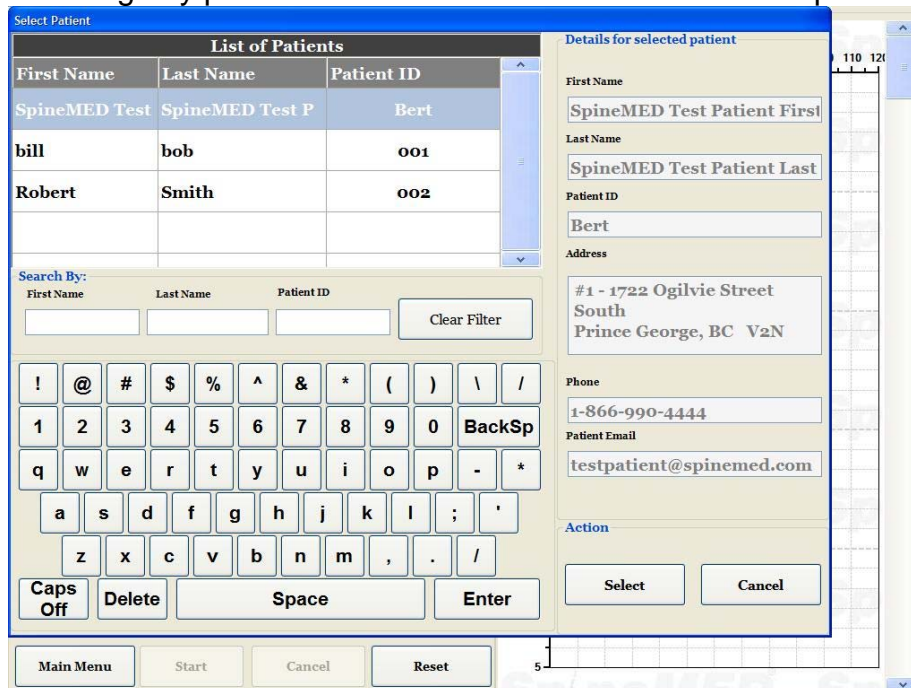 Select Patient
List of Patients
First Name Last Name Patient ID
SpineMED Test SpineMED Test P Bert
bill bob 001
Robert Smith 002
Search By:
First Name Last Name Patient ID
Clear Filter
! @ # $ % ^ & * ( ) \ /
1 2 3 4 5 6 7 8 9 0 BackSp
q w e r t y u i o p - *
a s d f g h j k l ; '
z x c v b n m , . /
Caps Off Delete Space Enter
Details for selected patient
First Name
SpineMED Test Patient First
Last Name
SpineMED Test Patient Last
Patient ID
Bert
Address
#1 - 1722 Ogilvie Street
South
Prince George, BC V2N
Phone
1-866-990-4444
Patient Email
testpatient@spinemed.com
Action
Select Cancel
110 120
Main Menu Start Cancel Reset
5